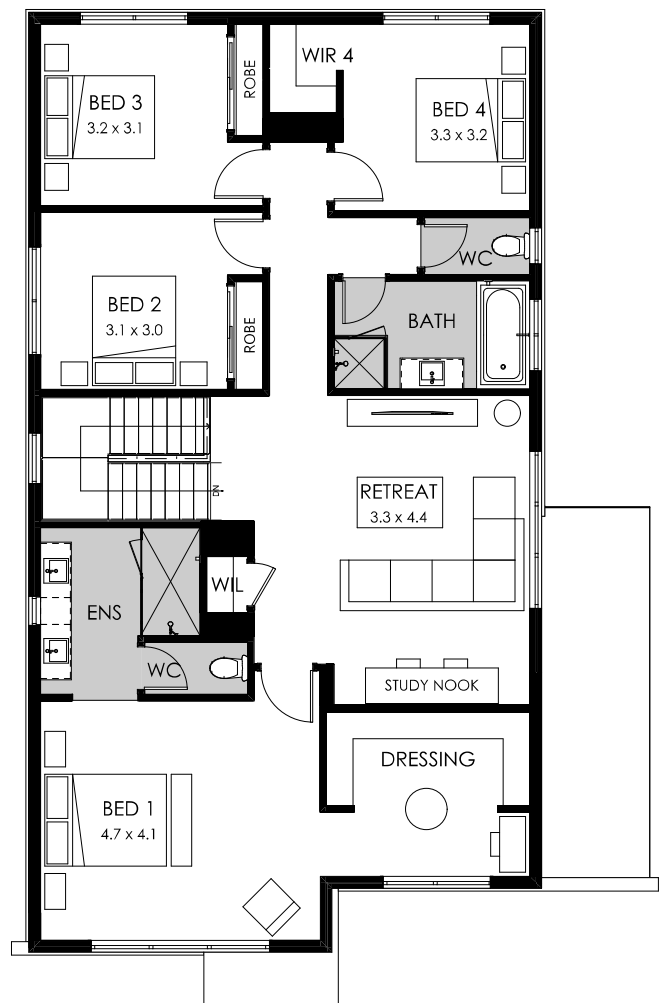 WIR 4
ROBE
BED 3
3.2 x 3.1
BED 4
3.3 x 3.2
WC
BED 2
3.1 x 3.0
ROBE
BATH
DN
RETREAT
3.3 x 4.4
WIL
ENS
WC
STUDY NOOK
DRESSING
BED 1
4.7 x 4.1